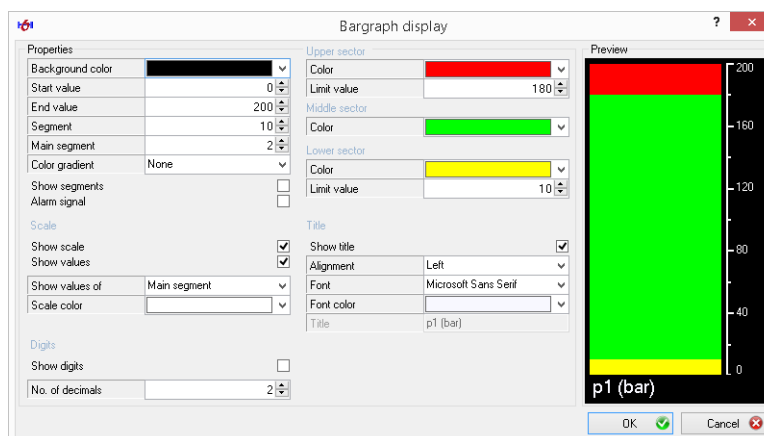 Bargraph display
?
Properties
Background color
Start value 0
End value 200
Segment 10
Main segment 2
Color gradient None
Show segments
Alarm signal
Scale
Show scale
Show values
Show values of Main segment
Scale color
Digits
Show digits
No. of decimals 2
Upper sector
Color
Limit value 180
Middle sector
Color
Lower sector
Color
Limit value 10
Title
Show title
Alignment Left
Font Microsoft Sans Serif
Font color
Title p1 (bar)
Preview
200
160
120
80
40
0
p1 (bar)
OK
Cancel